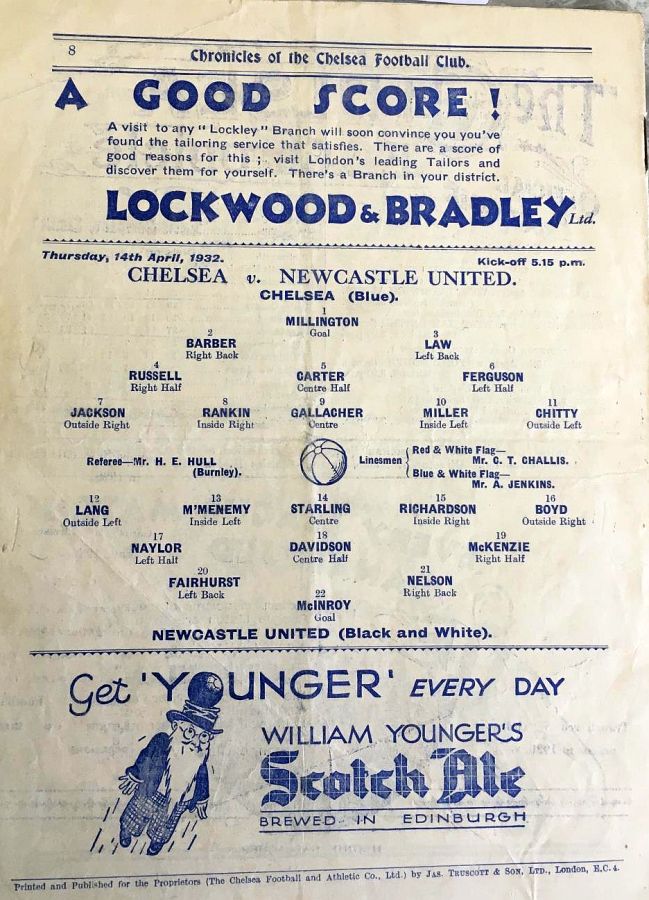 8
Chronicles of the Chelsea Football Club.
A GOOD SCORE!
A visit to any "Lockley" Branch will soon convince you you've
found the tailoring service that satisfies. There are a score of
good reasons for this; visit London's leading Tailors and
discover them for yourself. There's a Branch in your district.
LOCKWOOD & BRADLEY Ltd.
Thursday, 14th April, 1932. Kick-off 5.15 p.m.
CHELSEA v. NEWCASTLE UNITED.
CHELSEA (Blue).
1
MILLINGTON
Goal
2 3
BARBER LAW
Right Back Left Back
4 5 6
RUSSELL CARTER FERGUSON
Right Half Centre Half Left Half
7 8 9 10 11
JACKSON RANKIN GALLACHER MILLER CHITTY
Outside Right Inside Right Centre Inside Left Outside Left
Referee—Mr. H. E. HULL
(Burnley).
Linesmen
Red & White Flag—
Mr. C. T. CHALLIS.
Blue & White Flag—
Mr. A. JENKINS.
12 13 14 15 16
LANG M'MENEMY STARLING RICHARDSON BOYD
Outside Left Inside Left Centre Inside Right Outside Right
17 18 19
NAYLOR DAVIDSON McKENZIE
Left Half Centre Half Right Half
20 21
FAIRHURST NELSON
Left Back Right Back
22
McINROY
Goal
NEWCASTLE UNITED (Black and White).
Get 'YOUNGER' EVERY DAY
WILLIAM YOUNGER'S
Scotch Ale
BREWED IN EDINBURGH
Printed and Published for the Proprietors (The Chelsea Football and Athletic Co., Ltd.) by JAS. TRUSCOTT & SON, LTD., London, E.C. 4.